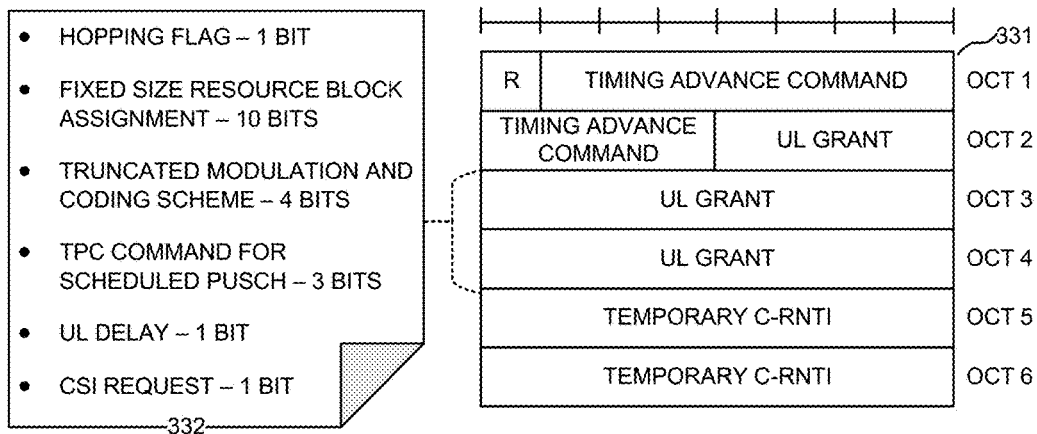 • HOPPING FLAG – 1 BIT
• FIXED SIZE RESOURCE BLOCK
ASSIGNMENT – 10 BITS
• TRUNCATED MODULATION AND
CODING SCHEME – 4 BITS
• TPC COMMAND FOR
SCHEDULED PUSCH – 3 BITS
• UL DELAY – 1 BIT
• CSI REQUEST – 1 BIT
332
331
R TIMING ADVANCE COMMAND OCT 1
TIMING ADVANCE
COMMAND UL GRANT OCT 2
UL GRANT OCT 3
UL GRANT OCT 4
TEMPORARY C-RNTI OCT 5
TEMPORARY C-RNTI OCT 6